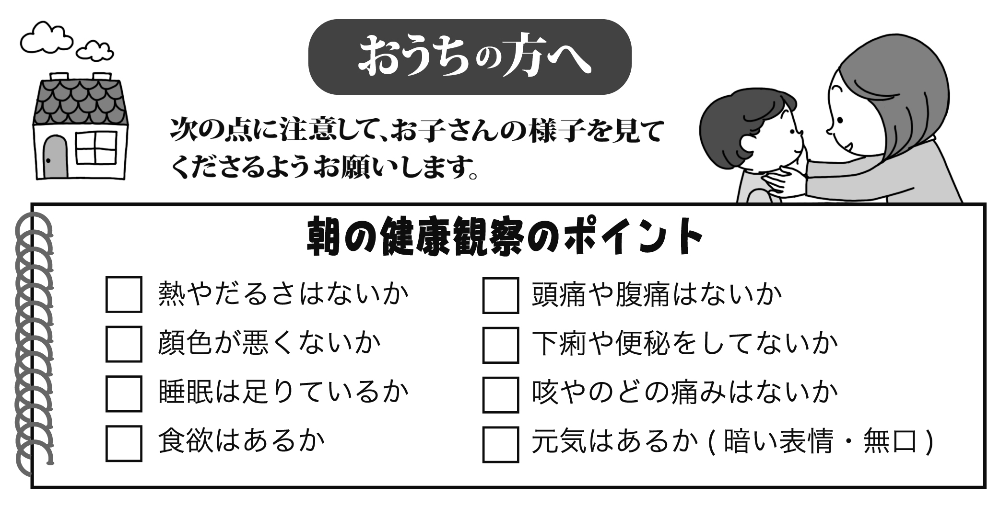 おうちの方へ
次の点に注意して、お子さんの様子を見て
くださるようお願いします。
朝の健康観察のポイント
熱やだるさはないか
顔色が悪くないか
睡眠は足りているか
食欲はあるか
頭痛や腹痛はないか
下痢や便秘をしてないか
咳やのどの痛みはないか
元気はあるか ( 暗い表情・無口 )